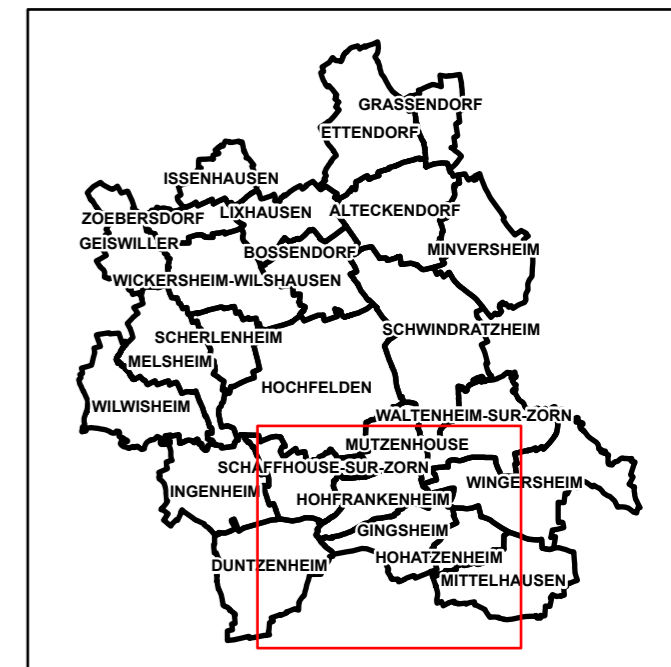 GRASSENDORF
ETTENDORF
ISSENHAUSEN
ZOEBERSDORF
LIXHAUSEN
ALTECKENDORF
GEISWILLER
BOSSENDORF
MINVERSHEIM
WICKERSHEIM-WILSHAUSEN
SCHWINDRATZHEIM
SCHERLENHEIM
MELSHEIM
HOCHFELDEN
WILWISHEIM
WALTENHEIM-SUR-ZORN
MUTZENHOUSE
SCHAFFHOUSE-SUR-ZORN
WINGERSHEIM
INGENHEIM
HOHFRANKENHEIM
GINGSHEIM
HOHATZENHEIM
DUNTZENHEIM
MITTELHAUSEN